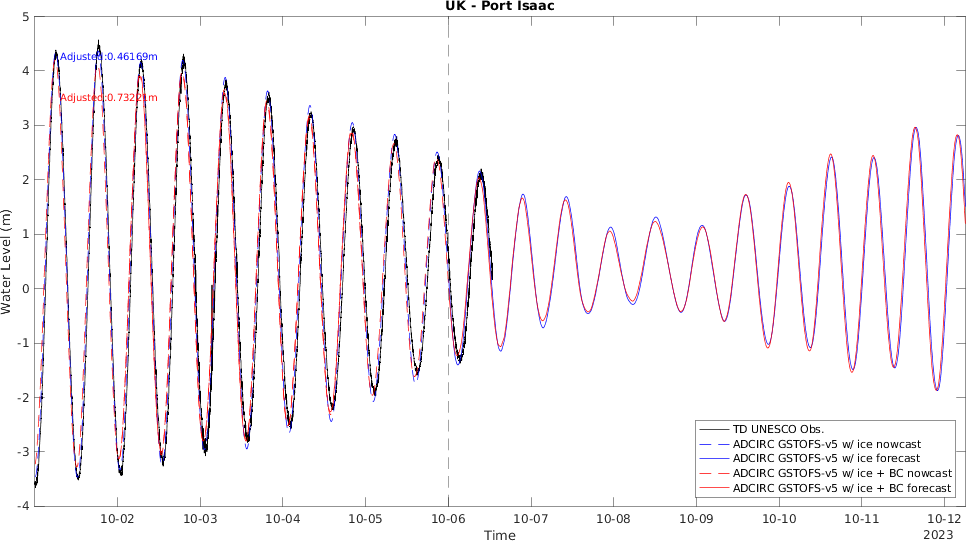 UK - Port Isaac
Water Level (m)
5
4
3
2
1
0
-1
-2
-3
-4
Adjusted:0.46169m
Adjusted:0.73221m
TD UNESCO Obs.
ADCIRC GSTOFS-v5 w/ ice nowcast
ADCIRC GSTOFS-v5 w/ ice forecast
ADCIRC GSTOFS-v5 w/ ice + BC nowcast
ADCIRC GSTOFS-v5 w/ ice + BC forecast
10-02 10-03 10-04 10-05 10-06 10-07 10-08 10-09 10-10 10-11 10-12
Time
2023